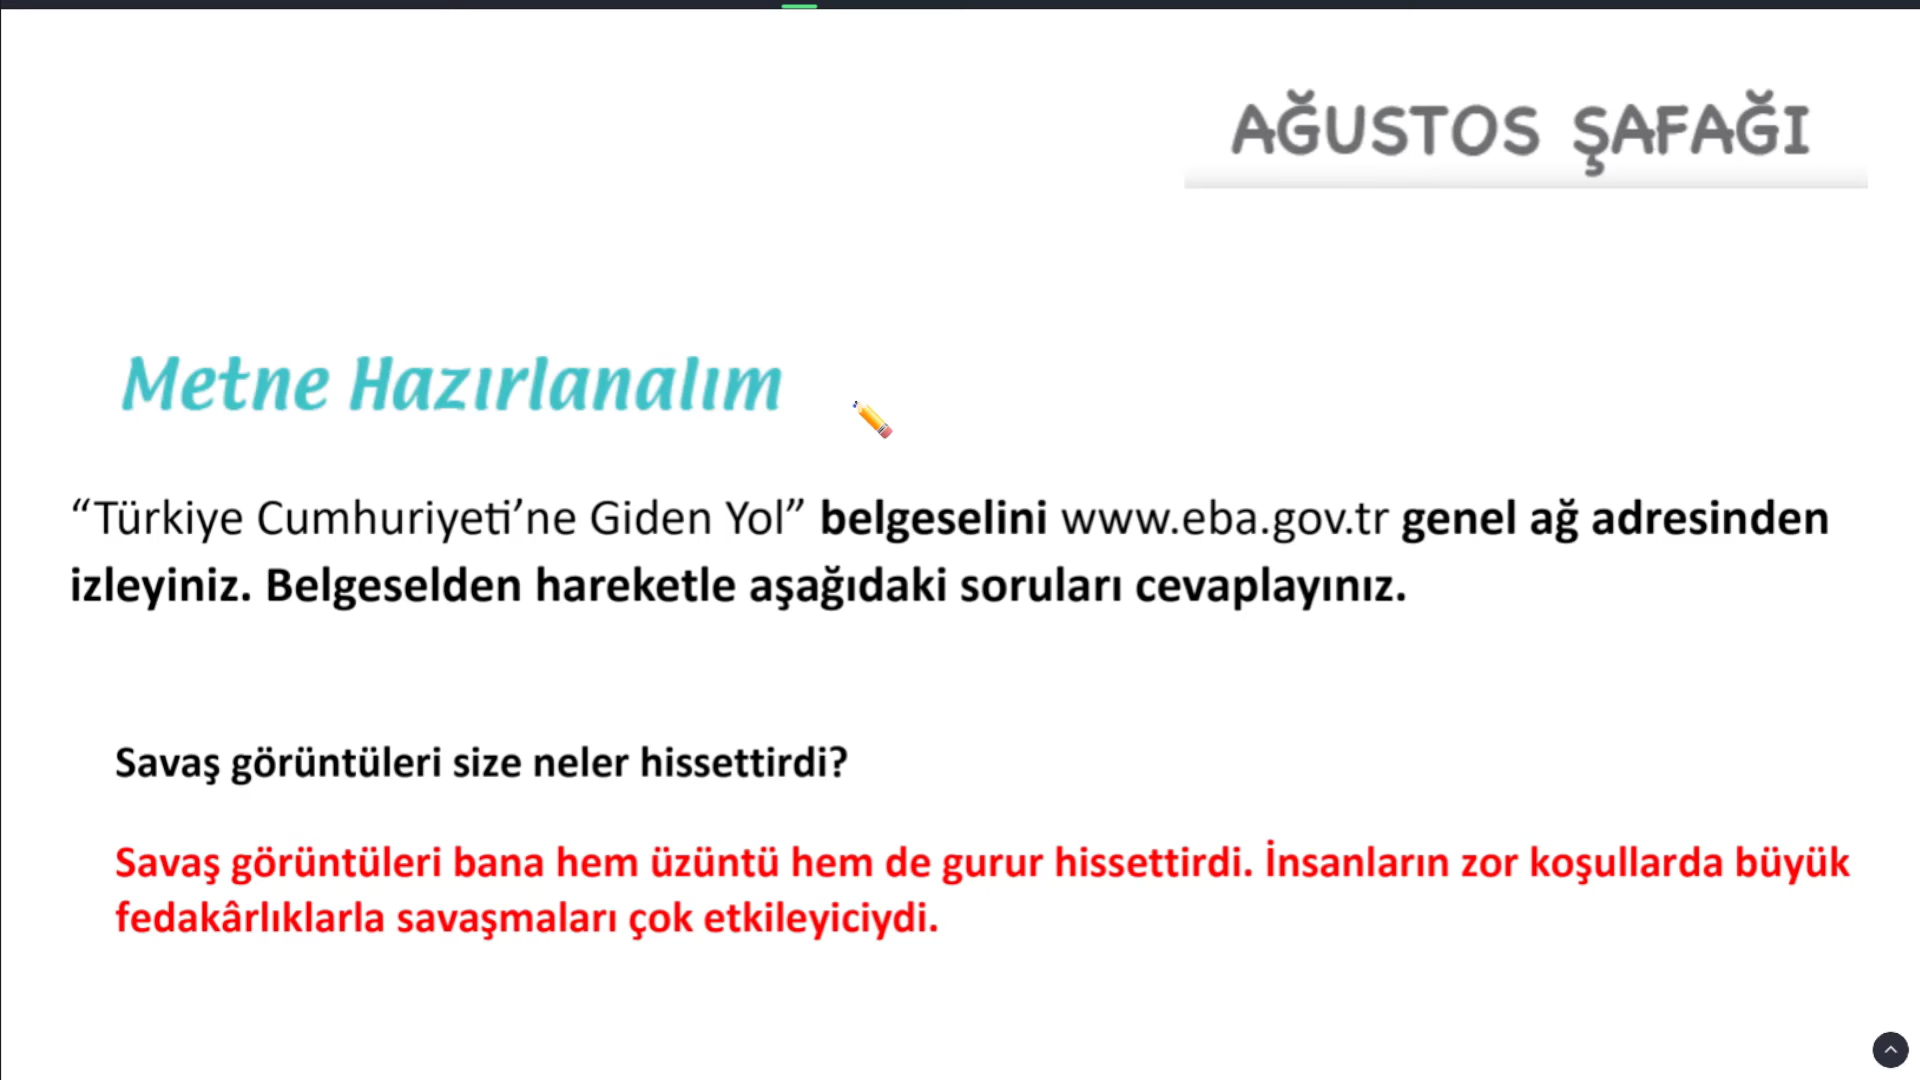 AĞUSTOS ŞAFAĞI
Metne Hazırlanalım
“Türkiye Cumhuriyeti’ne Giden Yol” belgeselini www.eba.gov.tr genel ağ adresinden
izleyiniz. Belgeselden hareketle aşağıdaki soruları cevaplayınız.
Savaş görüntüleri size neler hissettirdi?
Savaş görüntüleri bana hem üzüntü hem de gurur hissettirdi. İnsanların zor koşullarda büyük
fedakârlıklarla savaşmaları çok etkileyiciydi.